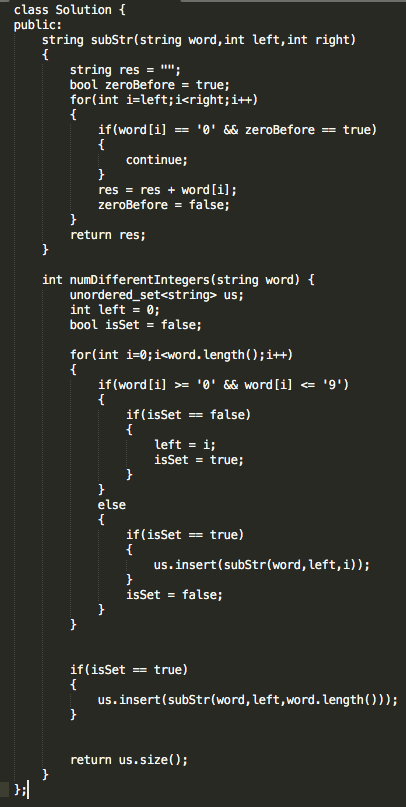 class Solution {
public:
    string subStr(string word,int left,int right)
    {
        string res = "";
        bool zeroBefore = true;
        for(int i=left;i<right;i++)
        {
            if(word[i] == '0' && zeroBefore == true)
            {
                continue;
            }
            res = res + word[i];
            zeroBefore = false;
        }
        return res;
    }

    int numDifferentIntegers(string word) {
        unordered_set<string> us;
        int left = 0;
        bool isSet = false;

        for(int i=0;i<word.length();i++)
        {
            if(word[i] >= '0' && word[i] <= '9')
            {
                if(isSet == false)
                {
                    left = i;
                    isSet = true;
                }
            }
            else
            {
                if(isSet == true)
                {
                    us.insert(subStr(word,left,i));
                }
                isSet = false;
            }
        }


        if(isSet == true)
        {
            us.insert(subStr(word,left,word.length()));
        }


        return us.size();
    }
};